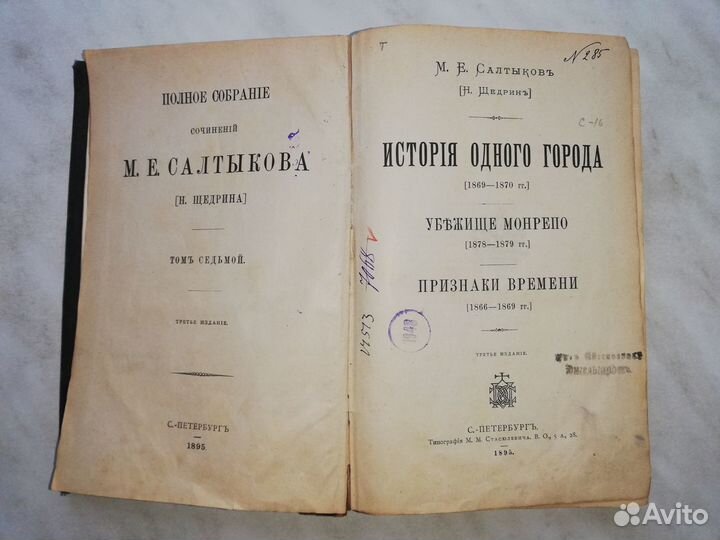 ПОЛНОЕ СОБРАНІЕ
СОЧИНЕНІЙ
М. Е. САЛТЫКОВА
[Н. ЩЕДРИНА]
ТОМЪ СЕДЬМОЙ.
ТРЕТЬЕ ИЗДАНІЕ.
С.-ПЕТЕРБУРГЪ
1895
Т
N 285
М. Е. САЛТЫКОВЪ
[Н. ЩЕДРИНЪ]
С-16
ИСТОРІЯ ОДНОГО ГОРОДА
[1869—1870 гг.]
УБѢЖИЩЕ МОНРЕПО
[1878—1879 гг.]
ПРИЗНАКИ ВРЕМЕНИ
[1866—1869 гг.]
1948
ТРЕТЬЕ ИЗДАНІЕ.
С.-ПЕТЕРБУРГЪ.
Типографія М. М. Стасюлевича. В. О., 5 л., 28.
1895.
Avito